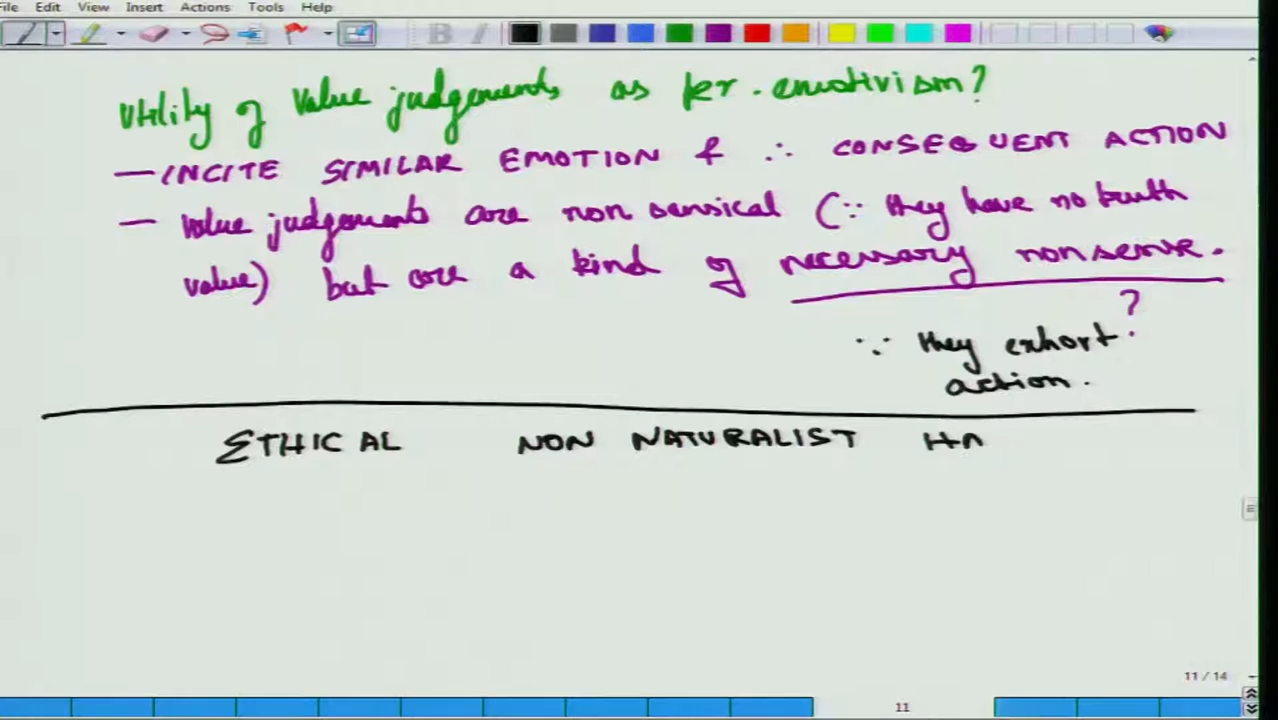 File Edit View Insert Actions Tools Help
Utility of value judgements as per. emotivism?
— INCITE SIMILAR EMOTION & ∴ CONSEQUENT ACTION
— value judgements are non sensical (∵ they have no truth
value) but are a kind of necessary nonsense.
?
∵ they exhort
action.
ETHICAL NON NATURALIST HA
11 / 14
11